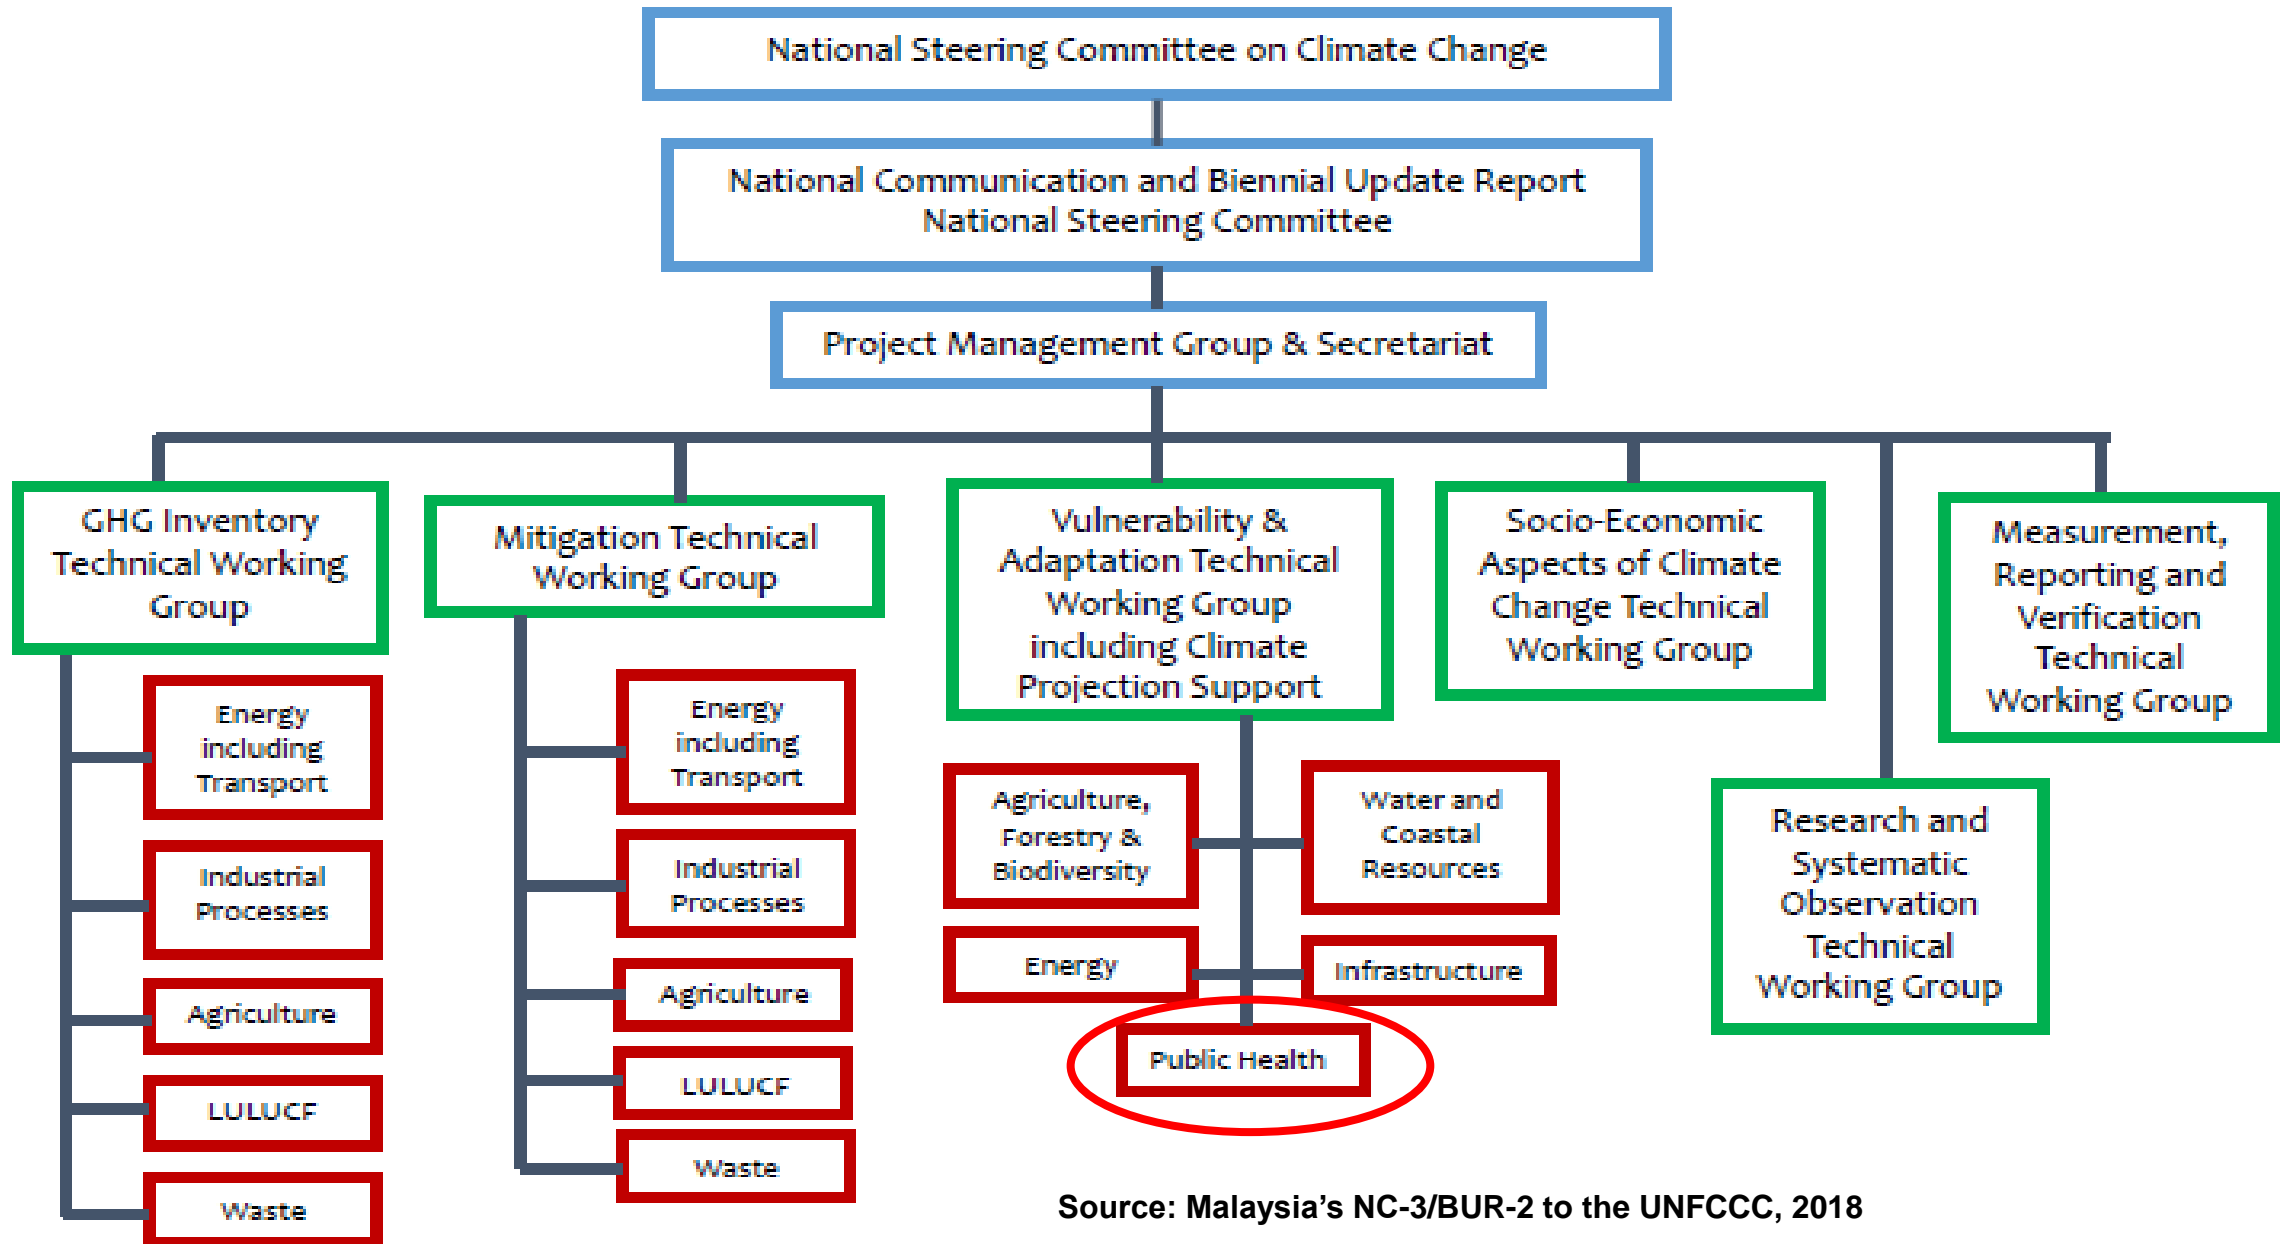 National Steering Committee on Climate Change
National Communication and Biennial Update Report
National Steering Committee
Project Management Group & Secretariat
GHG Inventory
Technical Working
Group
Energy
including
Transport
Industrial
Processes
Agriculture
LULUCF
Waste
Mitigation Technical
Working Group
Energy
including
Transport
Industrial
Processes
Agriculture
LULUCF
Waste
Vulnerability &
Adaptation Technical
Working Group
including Climate
Projection Support
Agriculture,
Forestry &
Biodiversity
Water and
Coastal
Resources
Energy
Infrastructure
Public Health
Socio-Economic
Aspects of Climate
Change Technical
Working Group
Research and
Systematic
Observation
Technical
Working Group
Measurement,
Reporting and
Verification
Technical
Working Group
Source: Malaysia’s NC-3/BUR-2 to the UNFCCC, 2018